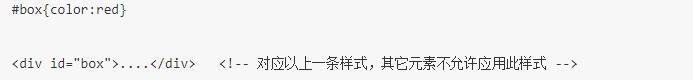 #box{color:red}
<div id="box">....</div>   <!-- 对应以上一条样式，其它元素不允许应用此样式 -->